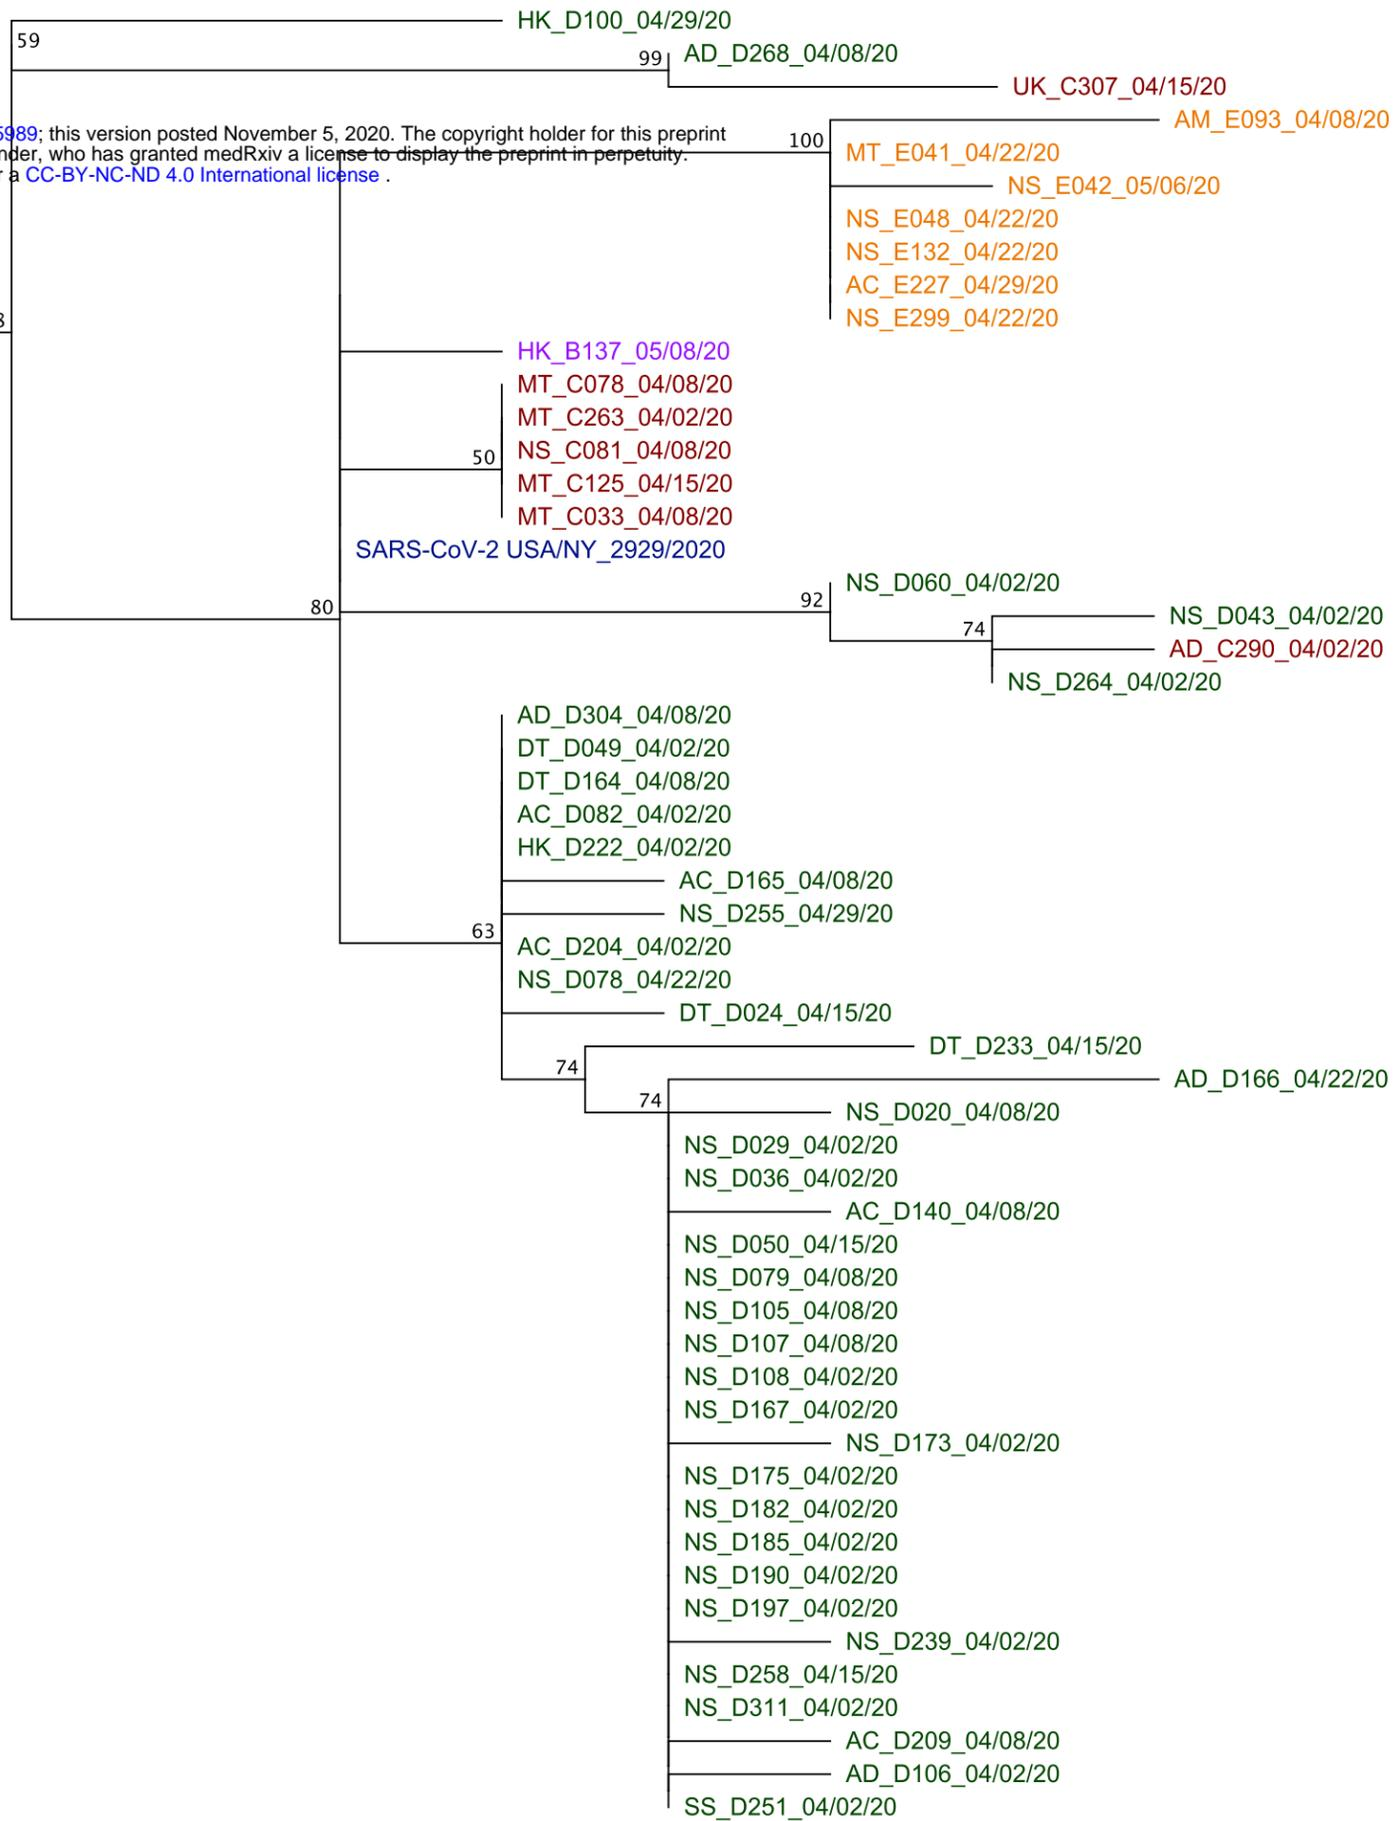 HK_D100_04/29/20
59
99
AD_D268_04/08/20
UK_C307_04/15/20
AM_E093_04/08/20
5989; this version posted November 5, 2020. The copyright holder for this preprint
100
MT_E041_04/22/20
nder, who has granted medRxiv a license to display the preprint in perpetuity.
r a CC-BY-NC-ND 4.0 International license .
NS_E042_05/06/20
NS_E048_04/22/20
NS_E132_04/22/20
AC_E227_04/29/20
NS_E299_04/22/20
HK_B137_05/08/20
MT_C078_04/08/20
MT_C263_04/02/20
NS_C081_04/08/20
50
MT_C125_04/15/20
MT_C033_04/08/20
SARS-CoV-2 USA/NY_2929/2020
NS_D060_04/02/20
80
92
NS_D043_04/02/20
74
AD_C290_04/02/20
NS_D264_04/02/20
AD_D304_04/08/20
DT_D049_04/02/20
DT_D164_04/08/20
AC_D082_04/02/20
HK_D222_04/02/20
AC_D165_04/08/20
NS_D255_04/29/20
63
AC_D204_04/02/20
NS_D078_04/22/20
DT_D024_04/15/20
DT_D233_04/15/20
74
AD_D166_04/22/20
74
NS_D020_04/08/20
NS_D029_04/02/20
NS_D036_04/02/20
AC_D140_04/08/20
NS_D050_04/15/20
NS_D079_04/08/20
NS_D105_04/08/20
NS_D107_04/08/20
NS_D108_04/02/20
NS_D167_04/02/20
NS_D173_04/02/20
NS_D175_04/02/20
NS_D182_04/02/20
NS_D185_04/02/20
NS_D190_04/02/20
NS_D197_04/02/20
NS_D239_04/02/20
NS_D258_04/15/20
NS_D311_04/02/20
AC_D209_04/08/20
AD_D106_04/02/20
SS_D251_04/02/20